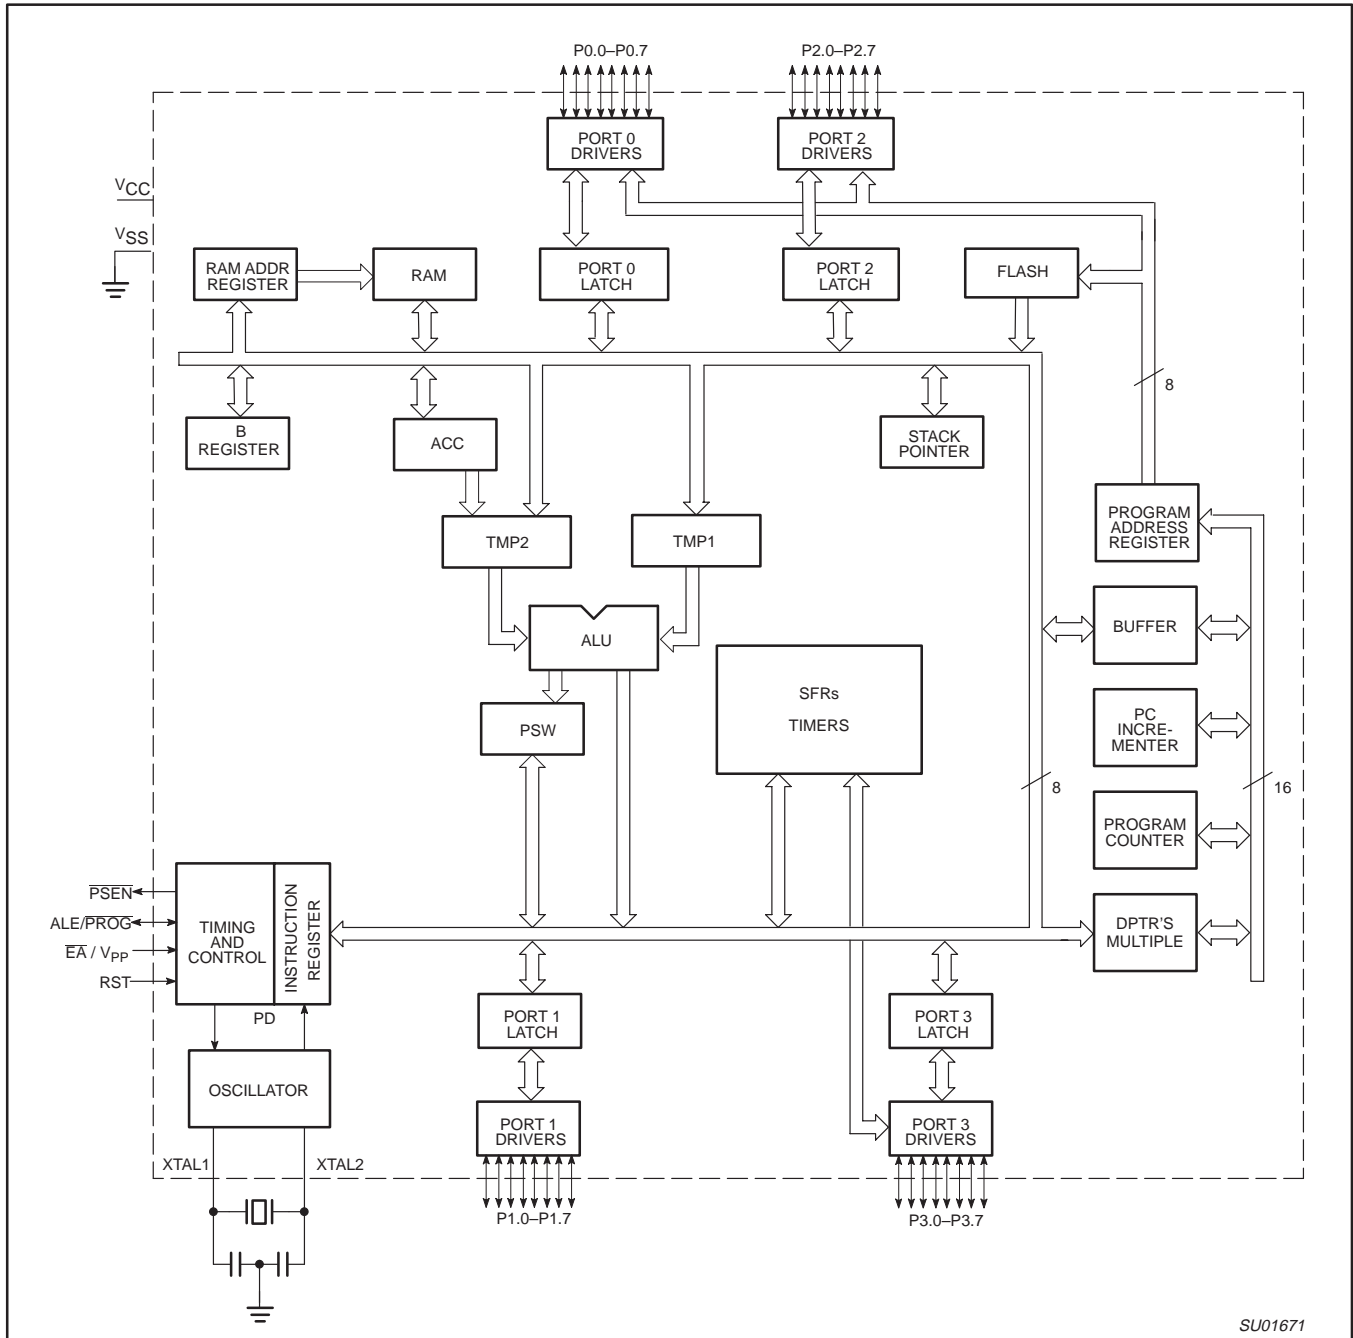 P0.0–P0.7
P2.0–P2.7
PORT 0
DRIVERS
PORT 2
DRIVERS
VCC
VSS
RAM ADDR
REGISTER
RAM
PORT 0
LATCH
PORT 2
LATCH
FLASH
8
B
REGISTER
ACC
STACK
POINTER
TMP2
TMP1
PROGRAM
ADDRESS
REGISTER
ALU
BUFFER
SFRs
TIMERS
PSW
PC
INCRE-
MENTER
8
16
PROGRAM
COUNTER
PSEN
ALE/PROG
EA / VPP
RST
TIMING
AND
CONTROL
INSTRUCTION
REGISTER
DPTR'S
MULTIPLE
PD
PORT 1
LATCH
PORT 3
LATCH
OSCILLATOR
PORT 1
DRIVERS
PORT 3
DRIVERS
XTAL1
XTAL2
P1.0–P1.7
P3.0–P3.7
SU01671